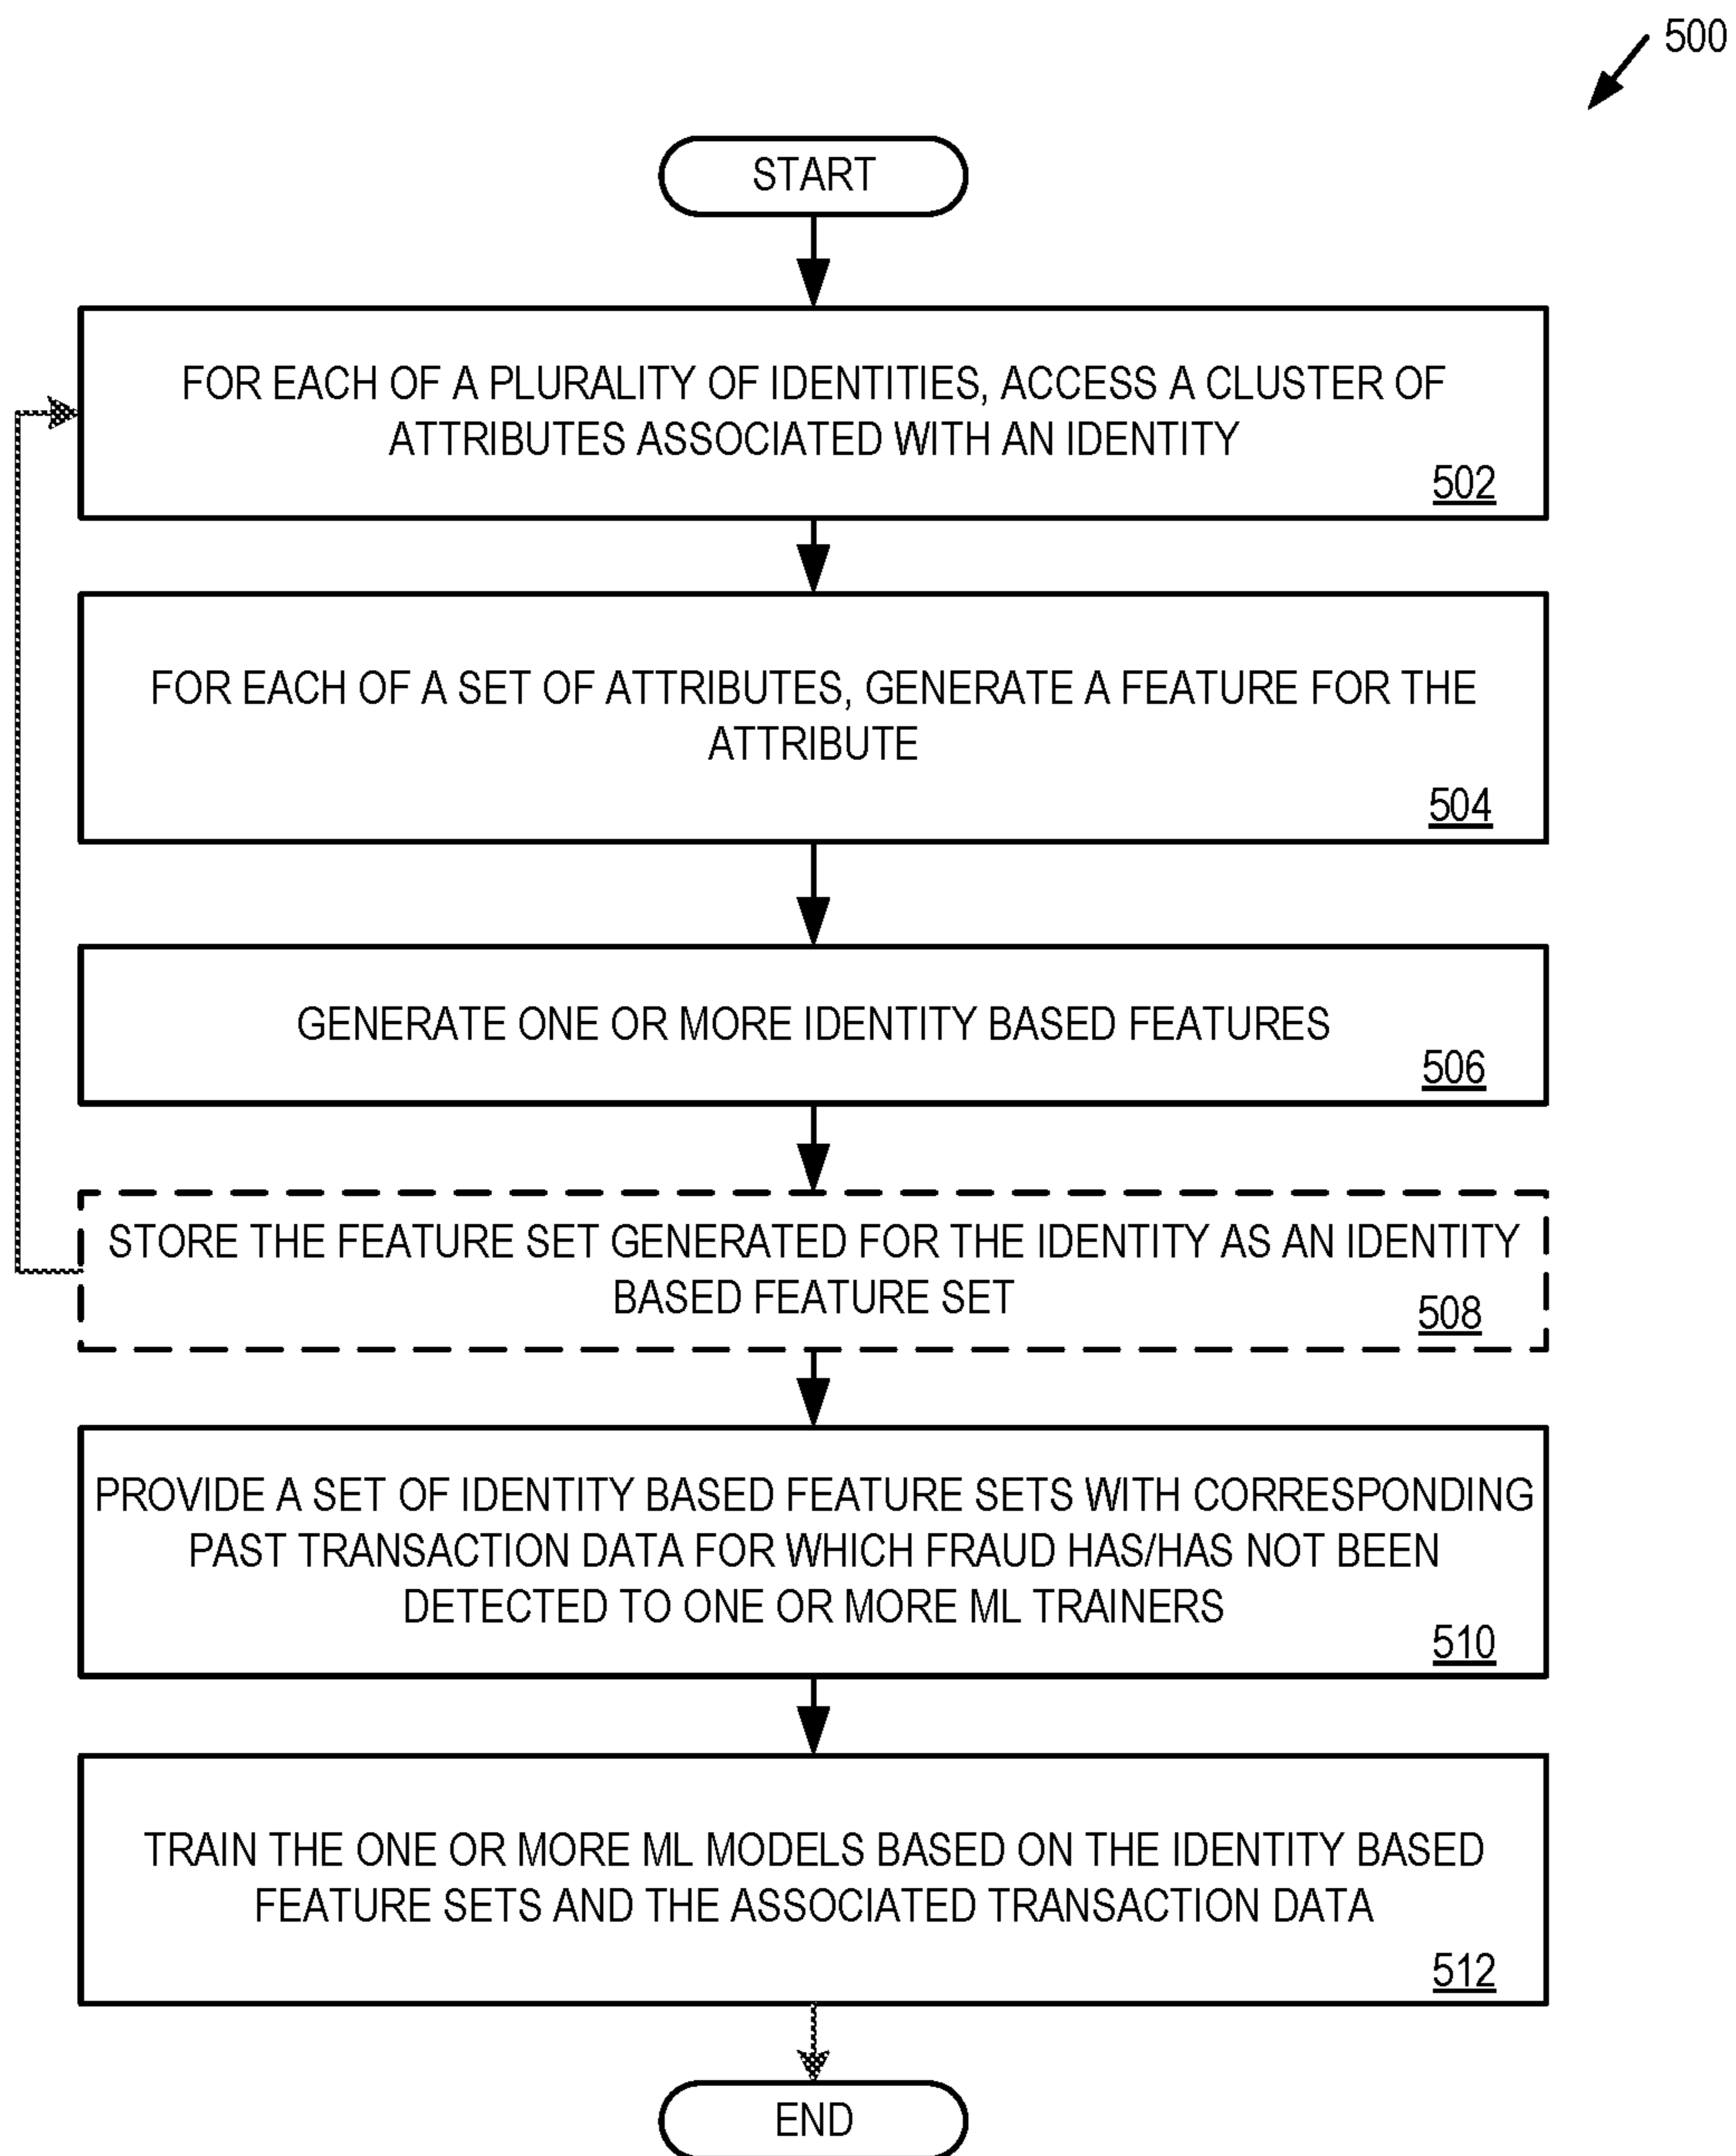 500
START
FOR EACH OF A PLURALITY OF IDENTITIES, ACCESS A CLUSTER OF
ATTRIBUTES ASSOCIATED WITH AN IDENTITY
502
FOR EACH OF A SET OF ATTRIBUTES, GENERATE A FEATURE FOR THE
ATTRIBUTE
504
GENERATE ONE OR MORE IDENTITY BASED FEATURES
506
STORE THE FEATURE SET GENERATED FOR THE IDENTITY AS AN IDENTITY
BASED FEATURE SET
508
PROVIDE A SET OF IDENTITY BASED FEATURE SETS WITH CORRESPONDING
PAST TRANSACTION DATA FOR WHICH FRAUD HAS/HAS NOT BEEN
DETECTED TO ONE OR MORE ML TRAINERS
510
TRAIN THE ONE OR MORE ML MODELS BASED ON THE IDENTITY BASED
FEATURE SETS AND THE ASSOCIATED TRANSACTION DATA
512
END